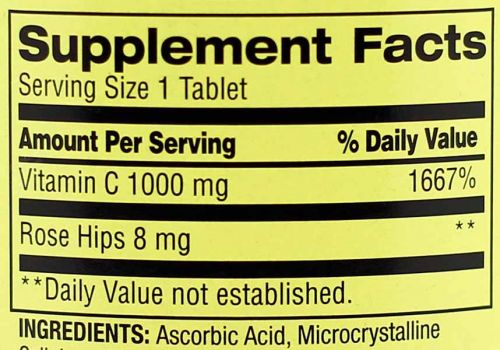 Supplement Facts
Serving Size 1 Tablet
Amount Per Serving % Daily Value
Vitamin C 1000 mg 1667%
Rose Hips 8 mg **
**Daily Value not established.
INGREDIENTS: Ascorbic Acid, Microcrystalline